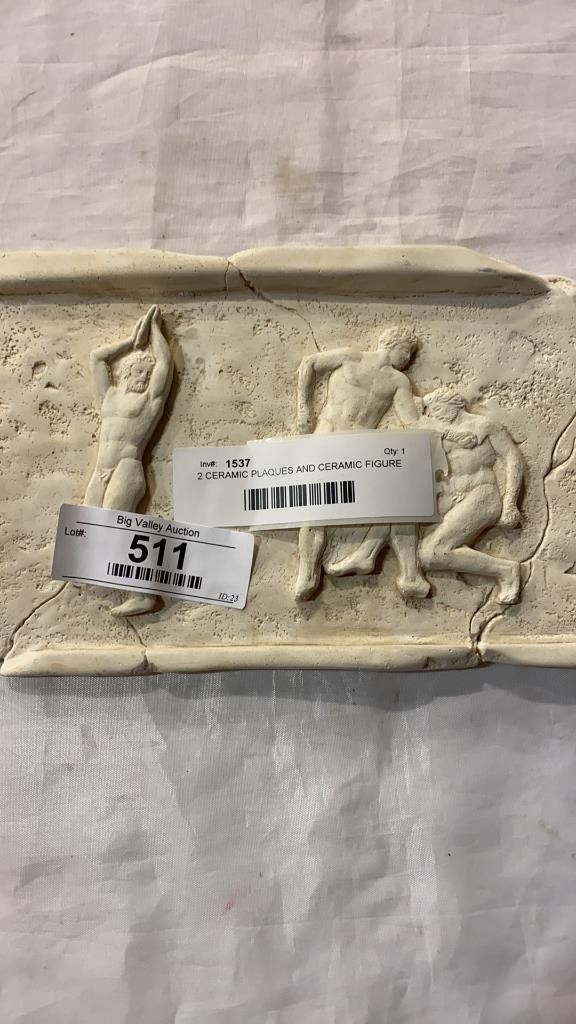 Inv#: 1537 Qty: 1
2 CERAMIC PLAQUES AND CERAMIC FIGURE
Big Valley Auction
Lot#:
511
ID:23